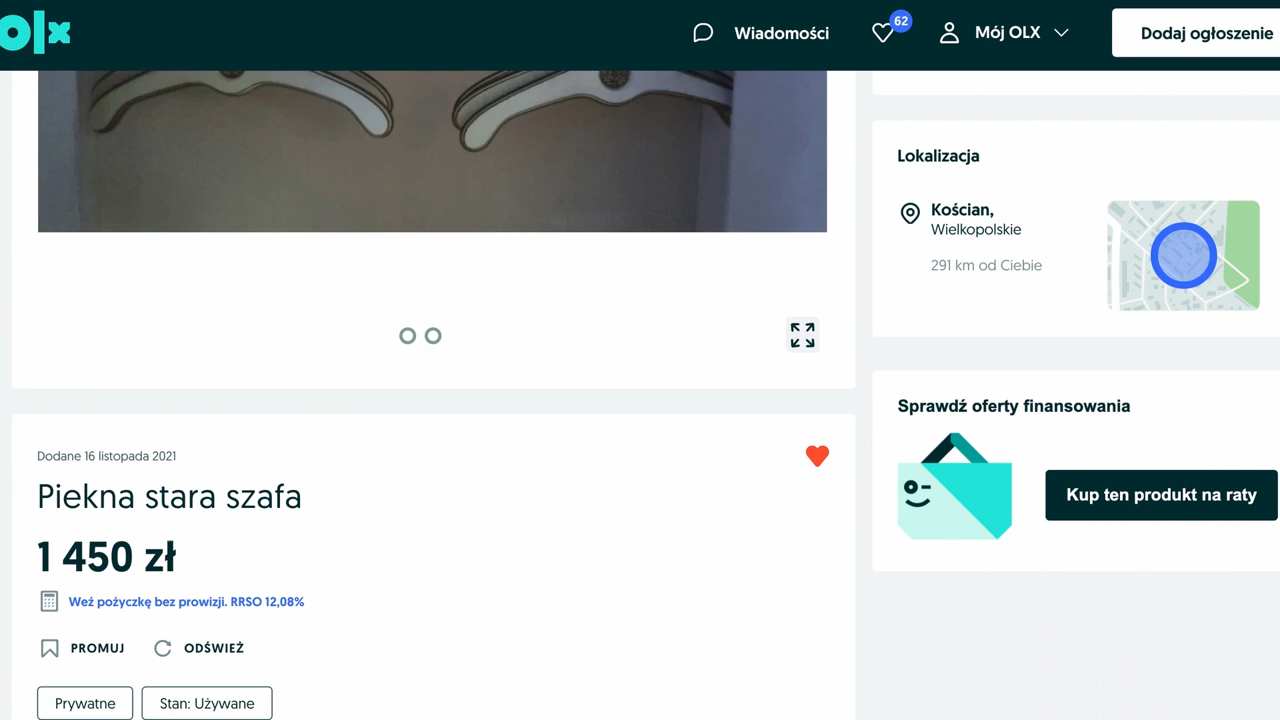 olx
Wiadomości
62
Mój OLX
Dodaj ogłoszenie
Lokalizacja
Kościan,
Wielkopolskie
291 km od Ciebie
Sprawdź oferty finansowania
Kup ten produkt na raty
Dodane 16 listopada 2021
Piekna stara szafa
1 450 zł
Weź pożyczkę bez prowizji. RRSO 12,08%
PROMUJ
ODŚWIEŻ
Prywatne
Stan: Używane